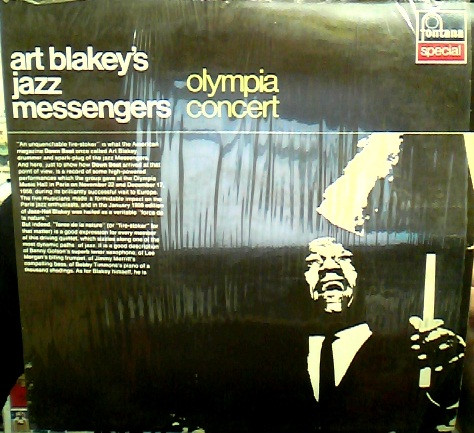 fontana
special
art blakey's
jazz
messengers
olympia
concert
"An unquenchable fire-stoker" is what the American
magazine Down Beat once called Art Blakey,
drummer and spark-plug of the Jazz Messengers.
And here, just to show how Down Beat arrived at that
point of view, is a record of some high-powered
performances which the group gave at the Olympia
Music Hall in Paris on November 22 and December 17,
1958, during its brilliantly successful visit to Europe.
The five musicians made a formidable impact on the
Paris jazz enthusiasts, and in the January 1959 edition
of Jazz-Hot Blakey was hailed as a veritable "force de
la nature."
But indeed, "force de la nature" (or "fire-stoker" for
that matter) is a good expression for every member
of this driving quintet, which sizzles along one of the
most dynamic paths of jazz. It is a good description
of Benny Golson's superb tenor saxophone, of Lee
Morgan's biting trumpet, of Jimmy Merritt's
compelling bass, of Bobby Timmons's piano of a
thousand shadings. As for Blakey himself, he is